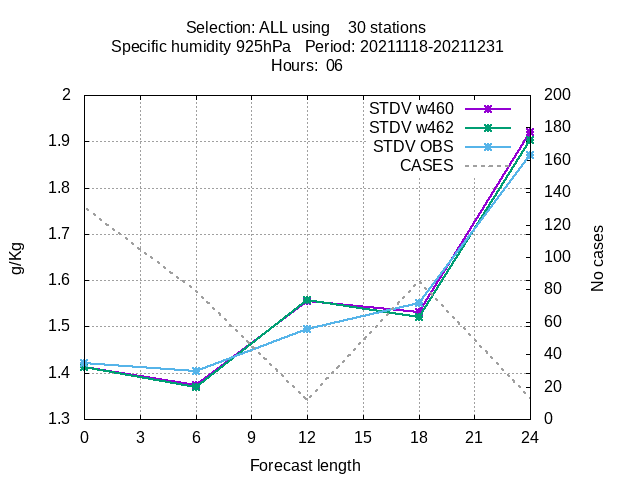 Selection: ALL using    30 stations
Specific humidity 925hPa   Period: 20211118-20211231
Hours:  06
STDV w460
STDV w462
STDV OBS
CASES
g/Kg
2
1.9
1.8
1.7
1.6
1.5
1.4
1.3
200
180
160
140
120
100
80
60
40
20
0
No cases
0 3 6 9 12 15 18 21 24
Forecast length